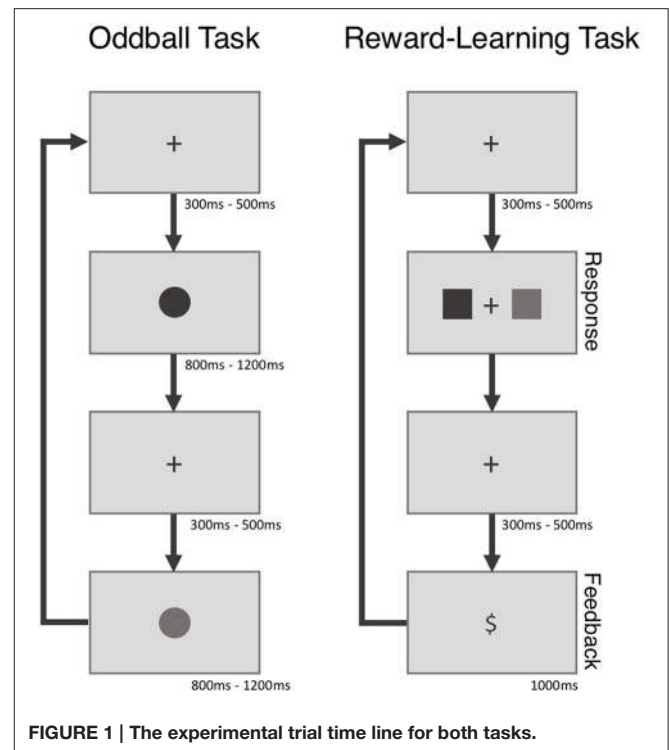 Oddball Task
+
300ms - 500ms
800ms - 1200ms
+
300ms - 500ms
800ms - 1200ms
Reward-Learning Task
+
300ms - 500ms
+
Response
+
300ms - 500ms
$
Feedback
1000ms
FIGURE 1 | The experimental trial time line for both tasks.